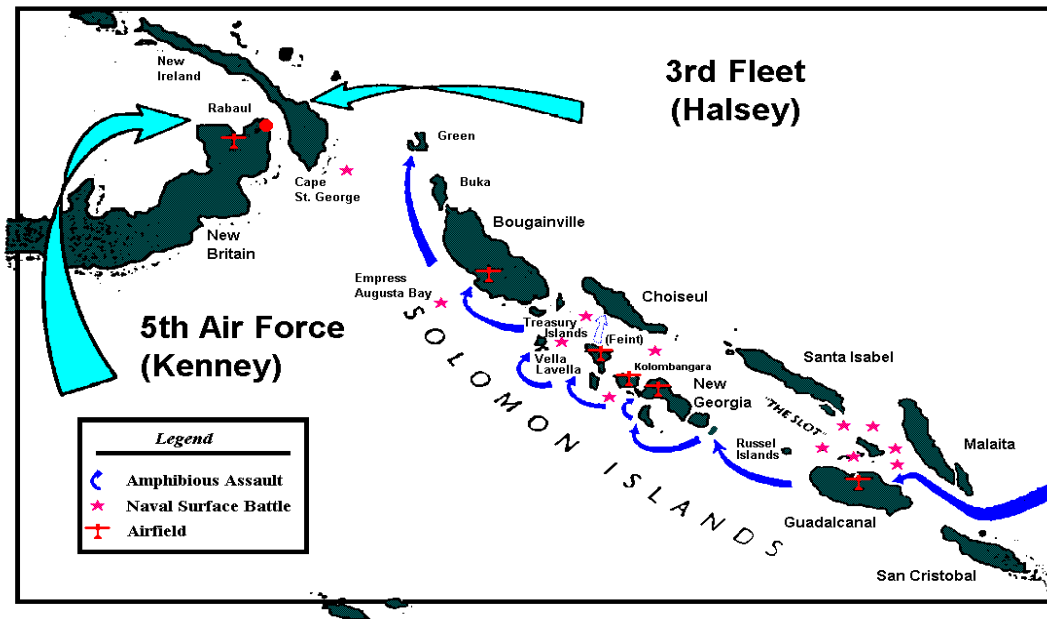 New
Ireland
Rabaul
3rd Fleet
(Halsey)
Green
Cape
St. George
Buka
Bougainville
New
Britain
Empress
Augusta Bay
Choiseul
5th Air Force
(Kenney)
Treasury
Islands
(Feint)
Vella
Lavella
Kolombangara
Santa Isabel
New
Georgia
"THE SLOT"
Russel
Islands
Malaita
Guadalcanal
San Cristobal
SOLOMON ISLANDS
Legend
Amphibious Assault
Naval Surface Battle
Airfield